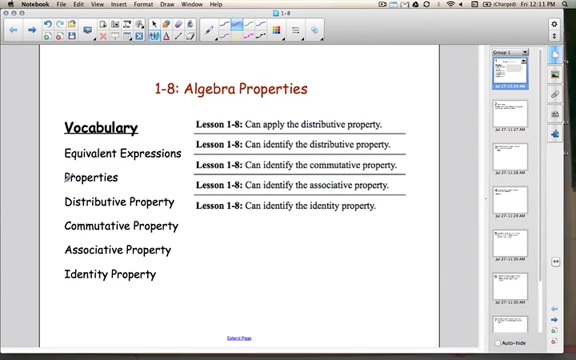 Notebook File Edit View Insert Format Draw Window Help
(Charged) Fri 12:11 PM
1-8
1-8: Algebra Properties
Vocabulary
Equivalent Expressions
Properties
Distributive Property
Commutative Property
Associative Property
Identity Property
Lesson 1-8: Can apply the distributive property.
Lesson 1-8: Can identify the distributive property.
Lesson 1-8: Can identify the commutative property.
Lesson 1-8: Can identify the associative property.
Lesson 1-8: Can identify the identity property.
Extend Page
Group 1
Auto-hide